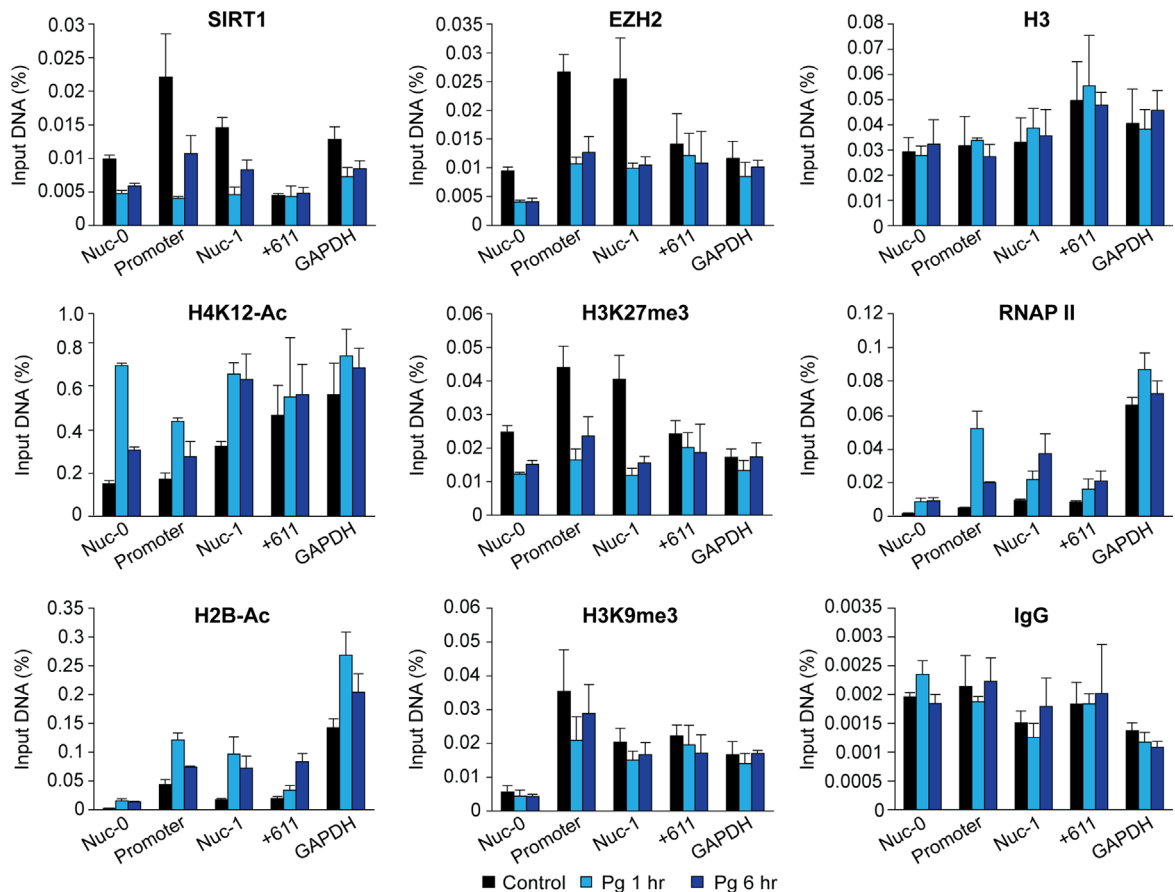 SIRT1
Input DNA (%)
0.03
0.025
0.02
0.015
0.01
0.005
0
Nuc-0
Promoter
Nuc-1
+611
GAPDH
EZH2
Input DNA (%)
0.035
0.03
0.025
0.02
0.015
0.01
0.005
0
Nuc-0
Promoter
Nuc-1
+611
GAPDH
H3
Input DNA (%)
0.08
0.07
0.06
0.05
0.04
0.03
0.02
0.01
0
Nuc-0
Promoter
Nuc-1
+611
GAPDH
H4K12-Ac
Input DNA (%)
1.0
0.8
0.6
0.4
0.2
0
Nuc-0
Promoter
Nuc-1
+611
GAPDH
H3K27me3
Input DNA (%)
0.06
0.05
0.04
0.03
0.02
0.01
0
Nuc-0
Promoter
Nuc-1
+611
GAPDH
RNAP II
Input DNA (%)
0.12
0.1
0.08
0.06
0.04
0.02
0
Nuc-0
Promoter
Nuc-1
+611
GAPDH
H2B-Ac
Input DNA (%)
0.35
0.3
0.25
0.2
0.15
0.1
0.05
0
Nuc-0
Promoter
Nuc-1
+611
GAPDH
H3K9me3
Input DNA (%)
0.06
0.05
0.04
0.03
0.02
0.01
0
Nuc-0
Promoter
Nuc-1
+611
GAPDH
IgG
Input DNA (%)
0.0035
0.003
0.0025
0.002
0.0015
0.001
0.0005
0
Nuc-0
Promoter
Nuc-1
+611
GAPDH
Control Pg 1 hr Pg 6 hr